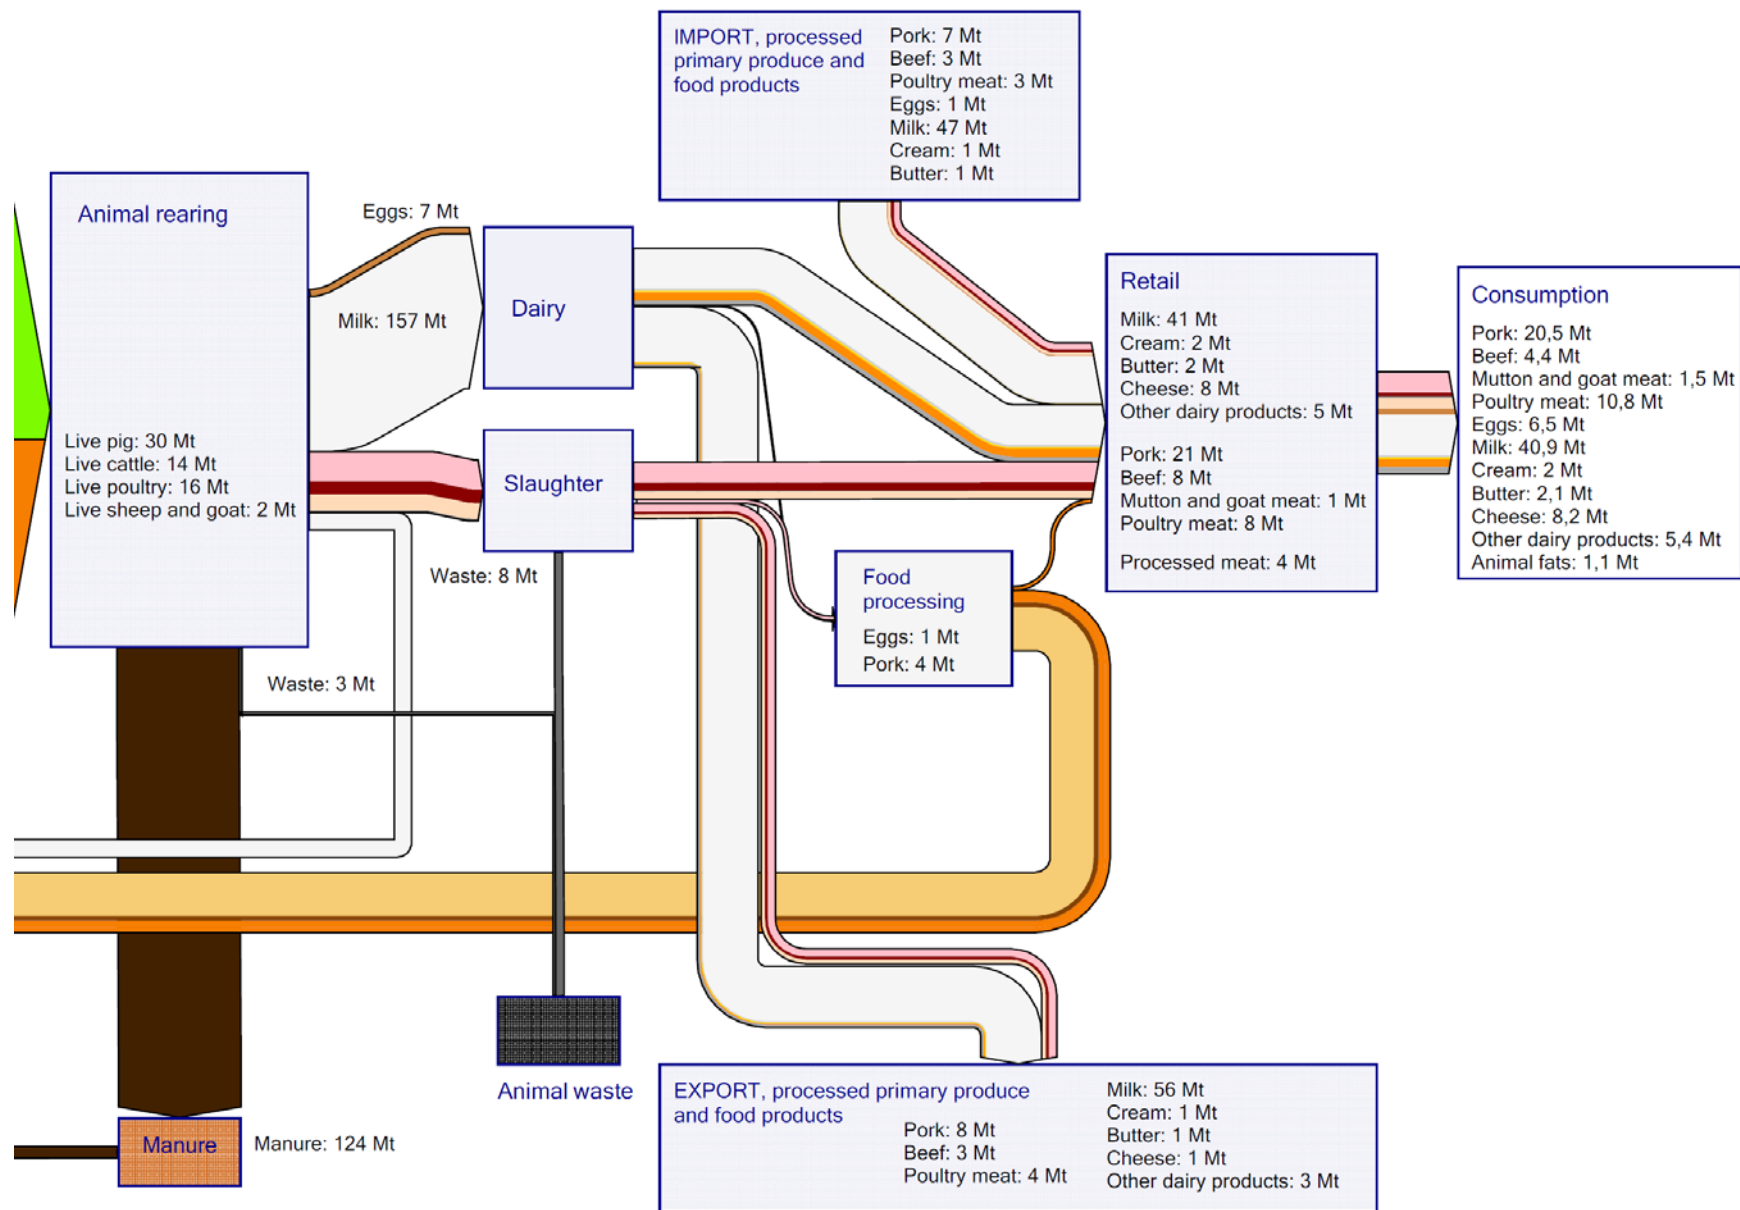 IMPORT, processed
primary produce and
food products
Pork: 7 Mt
Beef: 3 Mt
Poultry meat: 3 Mt
Eggs: 1 Mt
Milk: 47 Mt
Cream: 1 Mt
Butter: 1 Mt
Animal rearing
Live pig: 30 Mt
Live cattle: 14 Mt
Live poultry: 16 Mt
Live sheep and goat: 2 Mt
Eggs: 7 Mt
Milk: 157 Mt
Dairy
Slaughter
Waste: 8 Mt
Waste: 3 Mt
Food
processing
Eggs: 1 Mt
Pork: 4 Mt
Retail
Milk: 41 Mt
Cream: 2 Mt
Butter: 2 Mt
Cheese: 8 Mt
Other dairy products: 5 Mt
Pork: 21 Mt
Beef: 8 Mt
Mutton and goat meat: 1 Mt
Poultry meat: 8 Mt
Processed meat: 4 Mt
Consumption
Pork: 20,5 Mt
Beef: 4,4 Mt
Mutton and goat meat: 1,5 Mt
Poultry meat: 10,8 Mt
Eggs: 6,5 Mt
Milk: 40,9 Mt
Cream: 2 Mt
Butter: 2,1 Mt
Cheese: 8,2 Mt
Other dairy products: 5,4 Mt
Animal fats: 1,1 Mt
Animal waste
Manure
Manure: 124 Mt
EXPORT, processed primary produce
and food products
Pork: 8 Mt
Beef: 3 Mt
Poultry meat: 4 Mt
Milk: 56 Mt
Cream: 1 Mt
Butter: 1 Mt
Cheese: 1 Mt
Other dairy products: 3 Mt